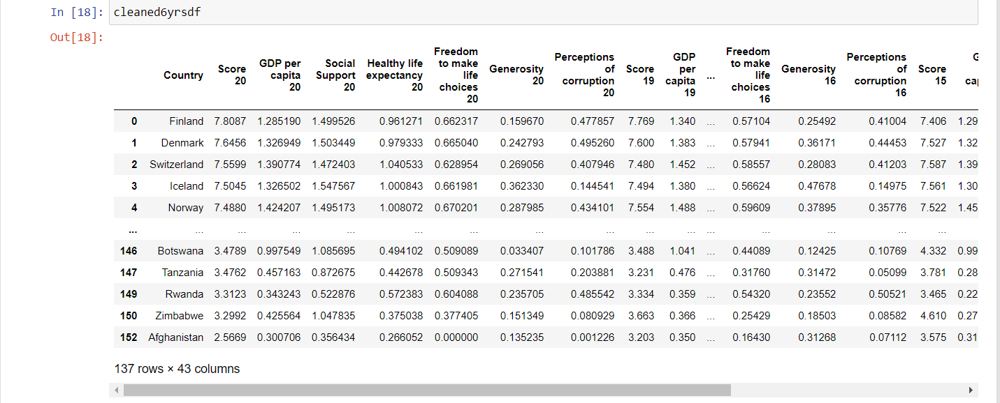 In [18]: cleaned6yrsdf
Out[18]:
Country Score 20 GDP per capita 20 Social Support 20 Healthy life expectancy 20 Freedom to make life choices 20 Generosity 20 Perceptions of corruption 20 Score 19 GDP per capita 19 ... Freedom to make life choices 16 Generosity 16 Perceptions of corruption 16 Score 15 G cap
0 Finland 7.8087 1.285190 1.499526 0.961271 0.662317 0.159670 0.477857 7.769 1.340 ... 0.57104 0.25492 0.41004 7.406 1.29
1 Denmark 7.6456 1.326949 1.503449 0.979333 0.665040 0.242793 0.495260 7.600 1.383 ... 0.57941 0.36171 0.44453 7.527 1.32
2 Switzerland 7.5599 1.390774 1.472403 1.040533 0.628954 0.269056 0.407946 7.480 1.452 ... 0.58557 0.28083 0.41203 7.587 1.39
3 Iceland 7.5045 1.326502 1.547567 1.000843 0.661981 0.362330 0.144541 7.494 1.380 ... 0.56624 0.47678 0.14975 7.561 1.30
4 Norway 7.4880 1.424207 1.495173 1.008072 0.670201 0.287985 0.434101 7.554 1.488 ... 0.59609 0.37895 0.35776 7.522 1.45
... ... ... ... ... ... ... ... ... ... ... ... ... ... ... ...
146 Botswana 3.4789 0.997549 1.085695 0.494102 0.509089 0.033407 0.101786 3.488 1.041 ... 0.44089 0.12425 0.10769 4.332 0.99
147 Tanzania 3.4762 0.457163 0.872675 0.442678 0.509343 0.271541 0.203881 3.231 0.476 ... 0.31760 0.31472 0.05099 3.781 0.28
149 Rwanda 3.3123 0.343243 0.522876 0.572383 0.604088 0.235705 0.485542 3.334 0.359 ... 0.54320 0.23552 0.50521 3.465 0.22
150 Zimbabwe 3.2992 0.425564 1.047835 0.375038 0.377405 0.151349 0.080929 3.663 0.366 ... 0.25429 0.18503 0.08582 4.610 0.27
152 Afghanistan 2.5669 0.300706 0.356434 0.266052 0.000000 0.135235 0.001226 3.203 0.350 ... 0.16430 0.31268 0.07112 3.575 0.31
137 rows × 43 columns